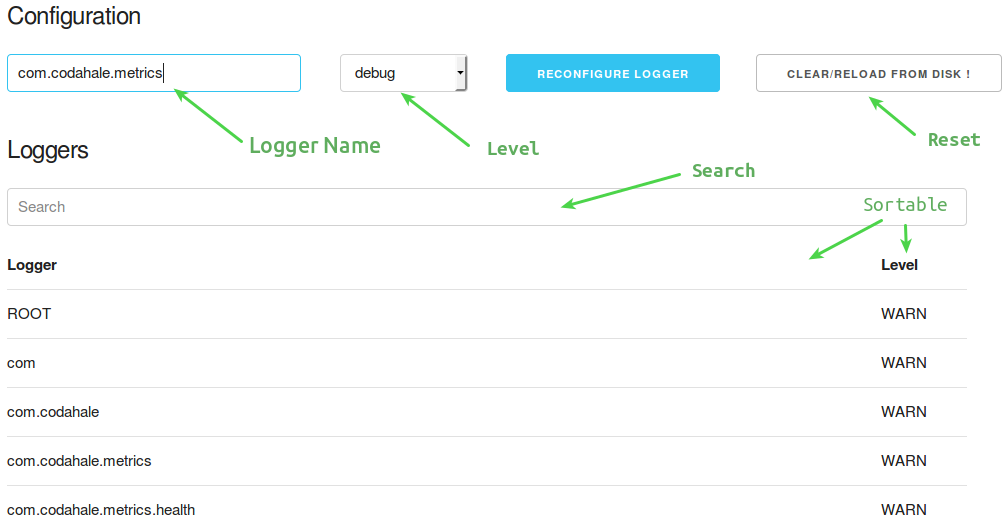 Configuration
com.codahale.metrics debug RECONFIGURE LOGGER CLEAR/RELOAD FROM DISK !
Logger Name Level Reset
Loggers
Search
Search Sortable
Logger Level
ROOT WARN
com WARN
com.codahale WARN
com.codahale.metrics WARN
com.codahale.metrics.health WARN